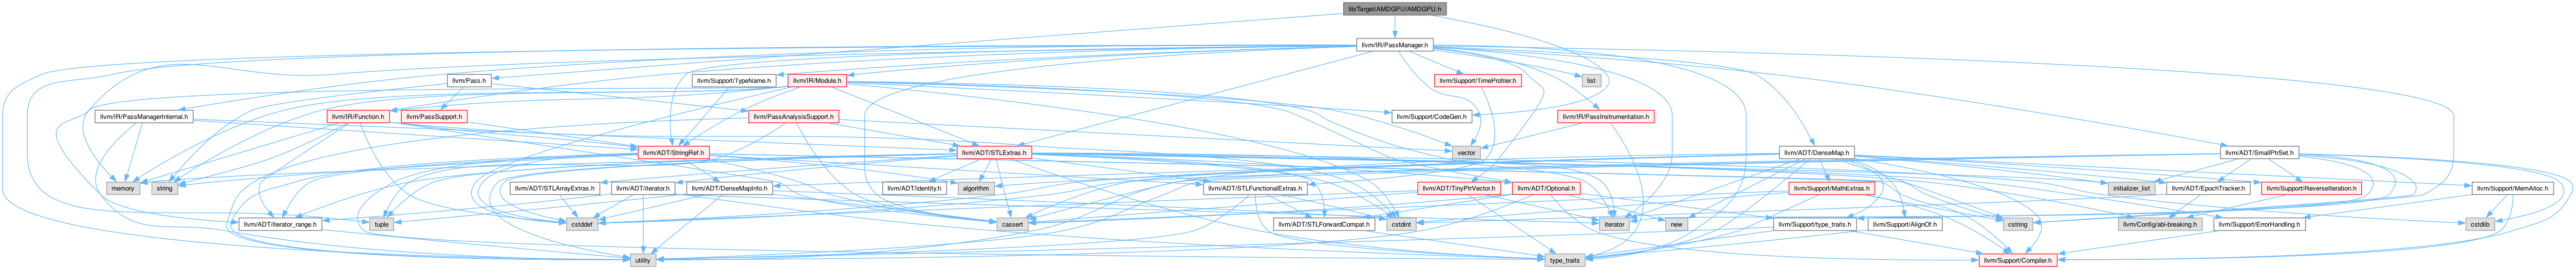 lib/Target/AMDGPU/AMDGPU.h
llvm/IR/PassManager.h
llvm/Pass.h
llvm/Support/TypeName.h
llvm/IR/Module.h
llvm/Support/TimeProfiler.h
list
llvm/IR/PassManagerInternal.h
llvm/IR/Function.h
llvm/PassSupport.h
llvm/PassAnalysisSupport.h
llvm/Support/CodeGen.h
llvm/IR/PassInstrumentation.h
llvm/ADT/StringRef.h
llvm/ADT/STLExtras.h
vector
llvm/ADT/DenseMap.h
llvm/ADT/SmallPtrSet.h
memory
string
llvm/ADT/STLArrayExtras.h
llvm/ADT/iterator.h
llvm/ADT/DenseMapInfo.h
llvm/ADT/identity.h
algorithm
llvm/ADT/STLFunctionalExtras.h
llvm/ADT/TinyPtrVector.h
llvm/ADT/Optional.h
llvm/Support/MathExtras.h
initializer_list
llvm/ADT/EpochTracker.h
llvm/Support/ReverseIteration.h
llvm/Support/MemAlloc.h
llvm/ADT/iterator_range.h
tuple
cstddef
cassert
llvm/ADT/STLForwardCompat.h
cstdint
iterator
new
llvm/Support/type_traits.h
llvm/Support/AlignOf.h
cstring
llvm/Config/abi-breaking.h
llvm/Support/ErrorHandling.h
cstdlib
utility
type_traits
llvm/Support/Compiler.h